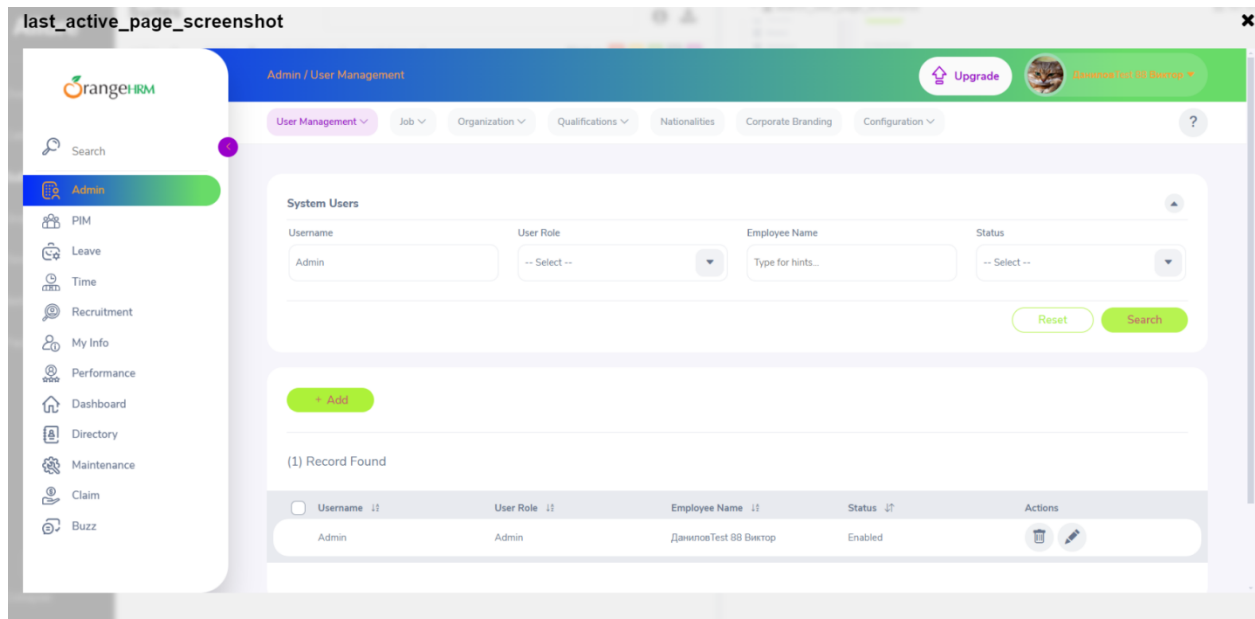 last_active_page_screenshot
OrangeHRM
Admin / User Management
Upgrade
ДаниловTest 88 Виктор
User Management
Job
Organization
Qualifications
Nationalities
Corporate Branding
Configuration
?
Search
Admin
PIM
Leave
Time
Recruitment
My Info
Performance
Dashboard
Directory
Maintenance
Claim
Buzz
System Users
Username
User Role
Employee Name
Status
Admin
-- Select --
Type for hints...
-- Select --
Reset
Search
+ Add
(1) Record Found
Username
User Role
Employee Name
Status
Actions
Admin
Admin
ДаниловTest 88 Виктор
Enabled